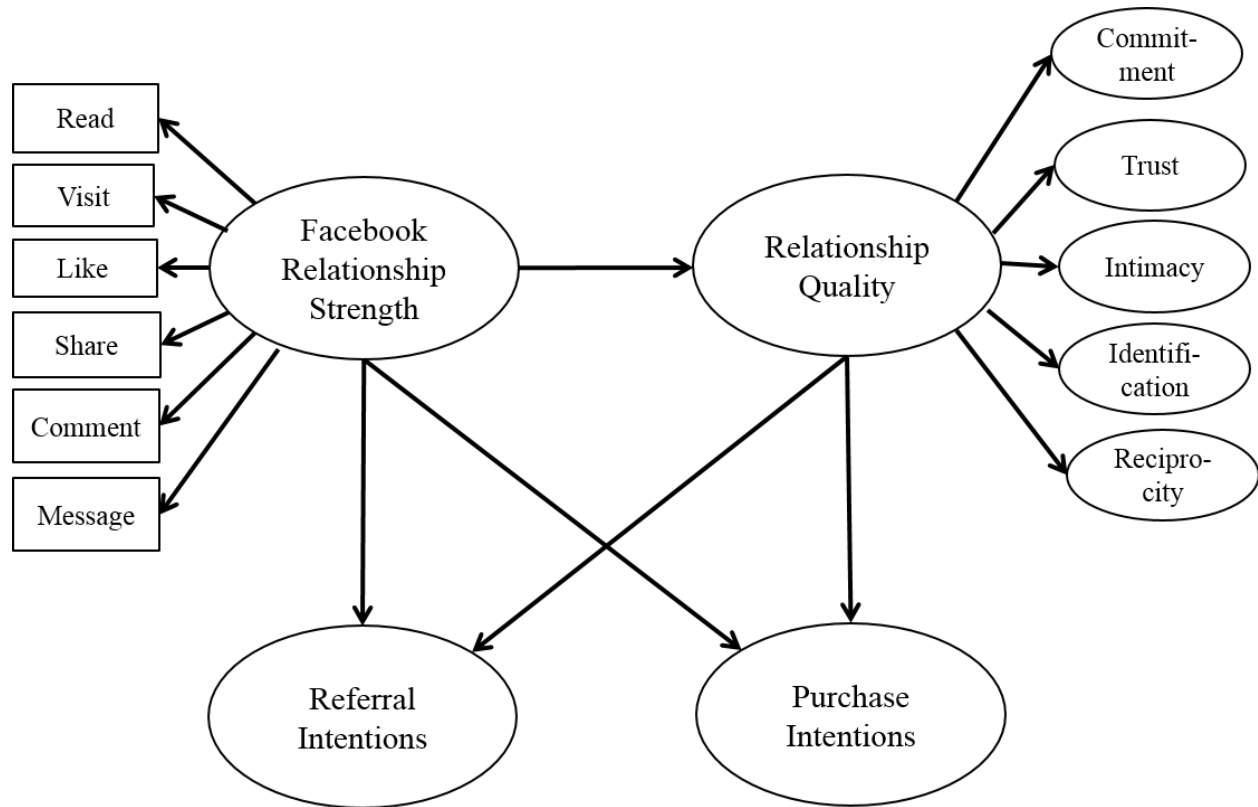 Read
Visit
Like
Share
Comment
Message
Facebook
Relationship
Strength
Relationship
Quality
Commit-
ment
Trust
Intimacy
Identifi-
cation
Recipro-
city
Referral
Intentions
Purchase
Intentions